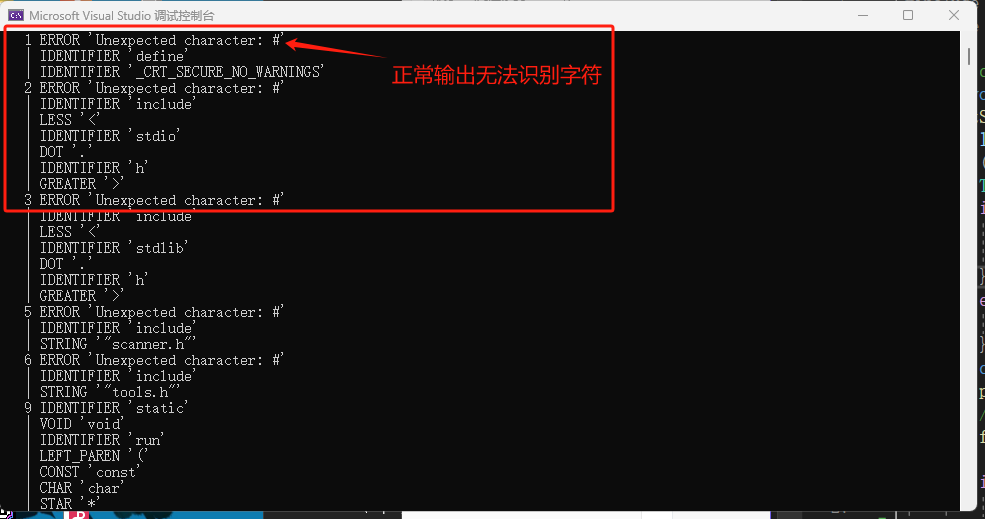 Microsoft Visual Studio 调试控制台
1 ERROR 'Unexpected character: #'
| IDENTIFIER 'define'
| IDENTIFIER '_CRT_SECURE_NO_WARNINGS'
正常输出无法识别字符
2 ERROR 'Unexpected character: #'
| IDENTIFIER 'include'
| LESS '<'
| IDENTIFIER 'stdio'
| DOT '.'
| IDENTIFIER 'h'
| GREATER '>'
3 ERROR 'Unexpected character: #'
| IDENTIFIER 'include'
| LESS '<'
| IDENTIFIER 'stdlib'
| DOT '.'
| IDENTIFIER 'h'
| GREATER '>'
5 ERROR 'Unexpected character: #'
| IDENTIFIER 'include'
| STRING '"scanner.h"'
6 ERROR 'Unexpected character: #'
| IDENTIFIER 'include'
| STRING '"tools.h"'
9 IDENTIFIER 'static'
| VOID 'void'
| IDENTIFIER 'run'
| LEFT_PAREN '('
| CONST 'const'
| CHAR 'char'
| STAR '*'